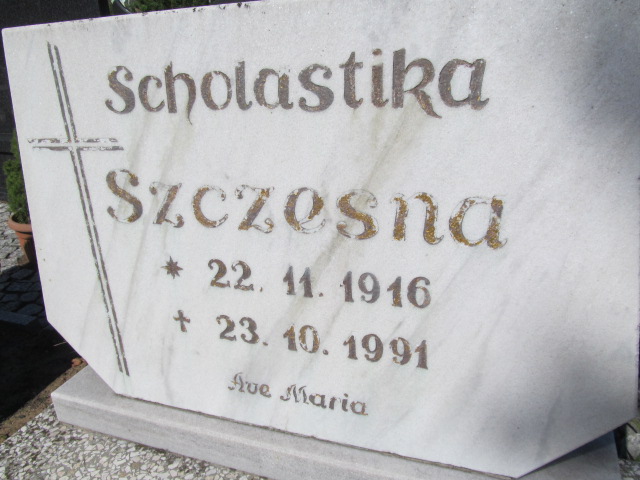 Scholastika
Szczesna
* 22. 11. 1916
† 23. 10. 1991
Ave Maria